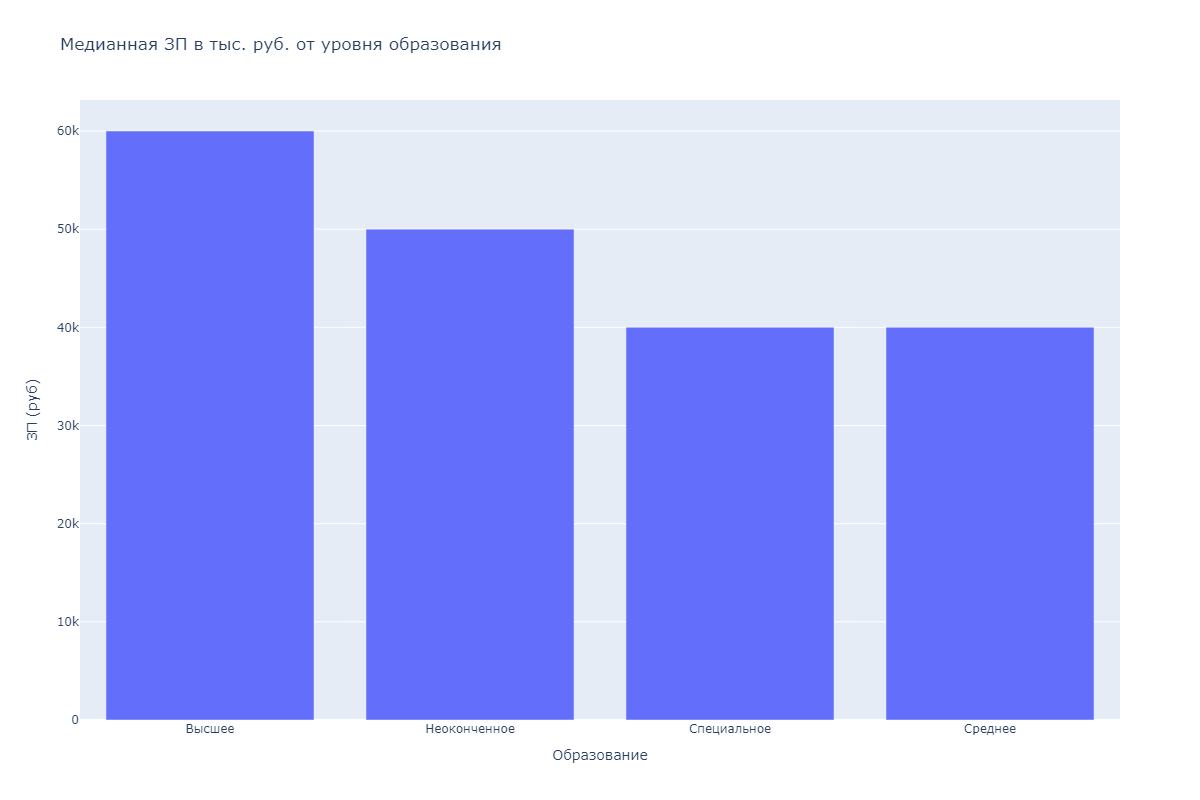 Медианная ЗП в тыс. руб. от уровня образования
60k
50k
40k
30k
20k
10k
0
ЗП (руб)
Высшее
Неоконченное
Специальное
Среднее
Образование